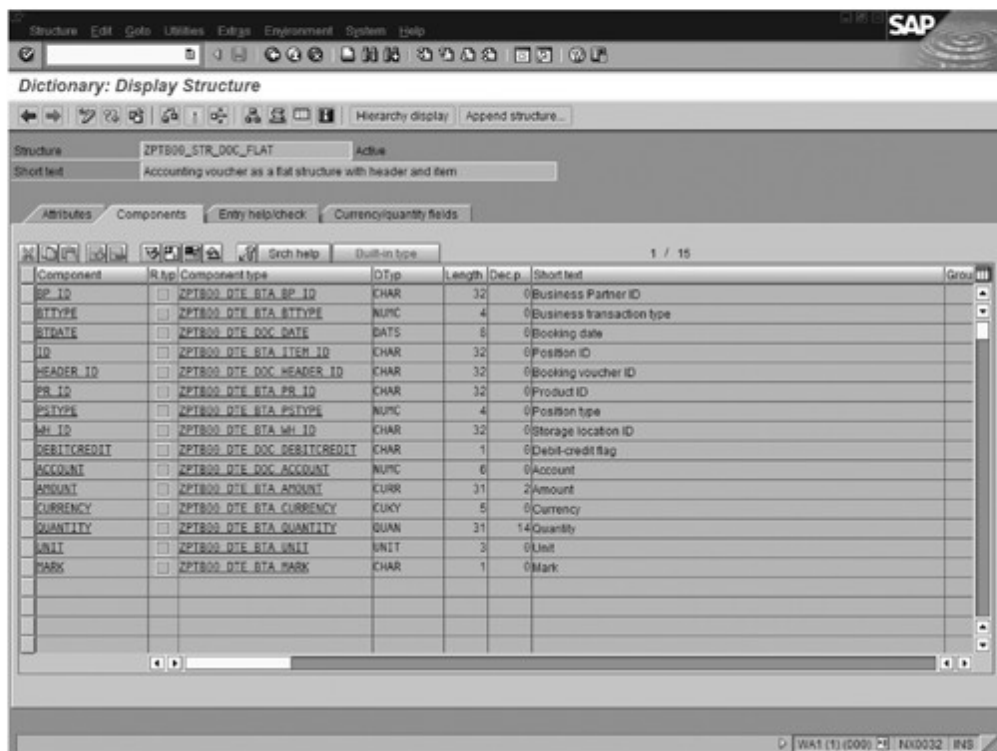 Structure Edit Goto Utilities Extras Environment System Help
SAP
Dictionary: Display Structure
Hierarchy display Append structure...
Structure ZPTB00_STR_DOC_FLAT Active
Short text Accounting voucher as a flat structure with header and item
Attributes Components Entry help/check Currency/quantity fields
Srch help Built-in type 1 / 15
Component R.typ Component type DTyp Length Dec.p... Short text Grou
BP_ID ZPTB00_DTE_BTA_BP_ID CHAR 32 0 Business Partner ID
BTTYPE ZPTB00_DTE_BTA_BTTYPE NUMC 4 0 Business transaction type
BTDATE ZPTB00_DTE_DOC_DATE DATS 8 0 Booking date
ID ZPTB00_DTE_BTA_ITEM_ID CHAR 32 0 Position ID
HEADER_ID ZPTB00_DTE_DOC_HEADER_ID CHAR 32 0 Booking voucher ID
PR_ID ZPTB00_DTE_BTA_PR_ID CHAR 32 0 Product ID
PSTYPE ZPTB00_DTE_BTA_PSTYPE NUMC 4 0 Position type
WH_ID ZPTB00_DTE_BTA_WH_ID CHAR 32 0 Storage location ID
DEBITCREDIT ZPTB00_DTE_DOC_DEBITCREDIT CHAR 1 0 Debit-credit flag
ACCOUNT ZPTB00_DTE_DOC_ACCOUNT NUMC 6 0 Account
AMOUNT ZPTB00_DTE_BTA_AMOUNT CURR 31 2 Amount
CURRENCY ZPTB00_DTE_BTA_CURRENCY CUKY 5 0 Currency
QUANTITY ZPTB00_DTE_BTA_QUANTITY QUAN 31 14 Quantity
UNIT ZPTB00_DTE_BTA_UNIT UNIT 3 0 Unit
MARK ZPTB00_DTE_BTA_MARK CHAR 1 0 Mark
WA1 (1) (000) NX0032 INS